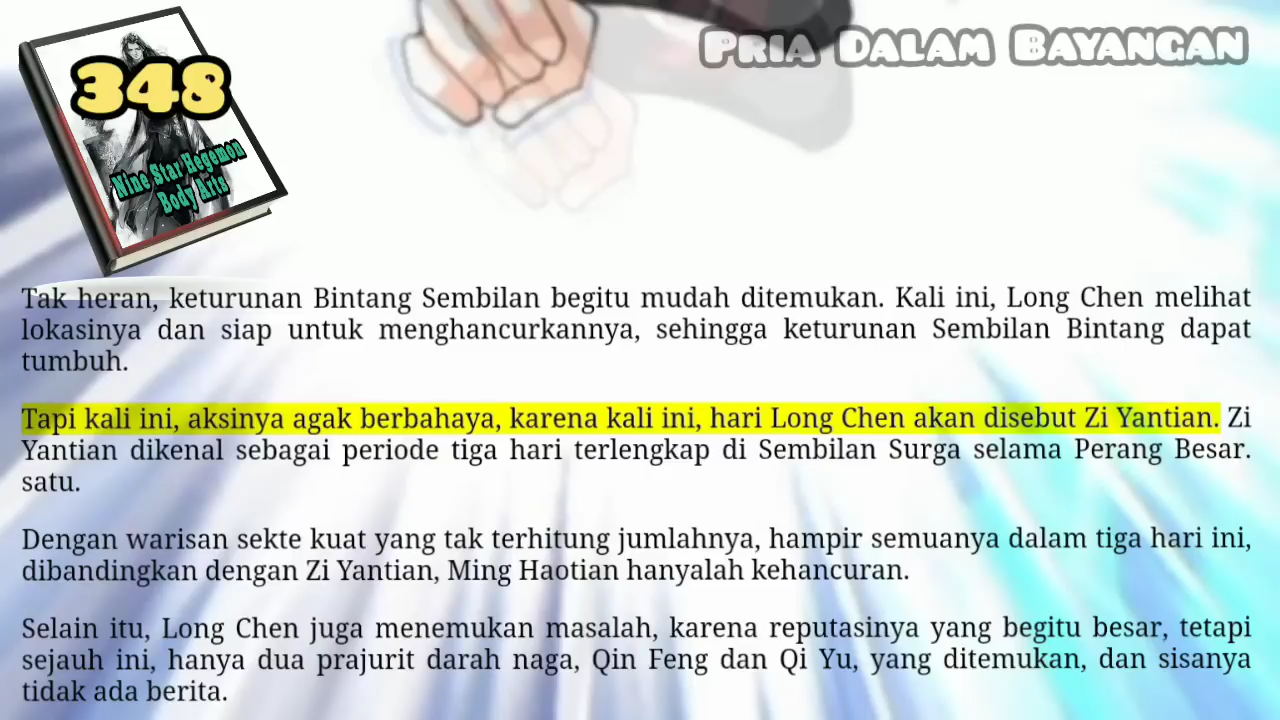 348
Nine Star Hegemon
Body Arts
Pria Dalam Bayangan
Tak heran, keturunan Bintang Sembilan begitu mudah ditemukan. Kali ini, Long Chen melihat
lokasinya dan siap untuk menghancurkannya, sehingga keturunan Sembilan Bintang dapat
tumbuh.
Tapi kali ini, aksinya agak berbahaya, karena kali ini, hari Long Chen akan disebut Zi Yantian. Zi
Yantian dikenal sebagai periode tiga hari terlengkap di Sembilan Surga selama Perang Besar.
satu.
Dengan warisan sekte kuat yang tak terhitung jumlahnya, hampir semuanya dalam tiga hari ini,
dibandingkan dengan Zi Yantian, Ming Haotian hanyalah kehancuran.
Selain itu, Long Chen juga menemukan masalah, karena reputasinya yang begitu besar, tetapi
sejauh ini, hanya dua prajurit darah naga, Qin Feng dan Qi Yu, yang ditemukan, dan sisanya
tidak ada berita.